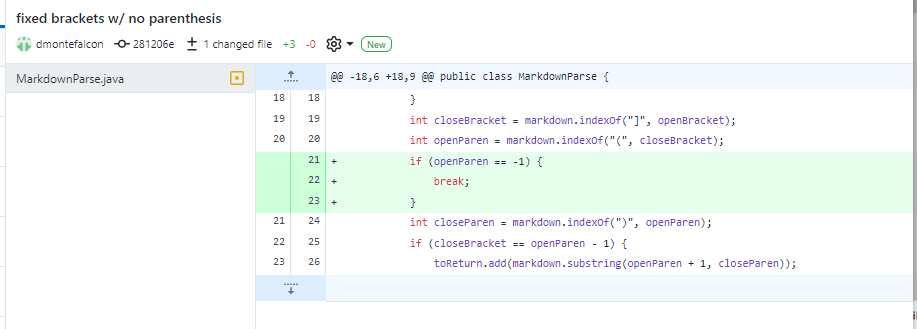 fixed brackets w/ no parenthesis
dmontefalcon 281206e 1 changed file +3 -0 New
MarkdownParse.java
@@ -18,6 +18,9 @@ public class MarkdownParse {
18 18 }
19 19 int closeBracket = markdown.indexOf("]", openBracket);
20 20 int openParen = markdown.indexOf("(", closeBracket);
21 + if (openParen == -1) {
22 + break;
23 + }
21 24 int closeParen = markdown.indexOf(")", openParen);
22 25 if (closeBracket == openParen - 1) {
23 26 toReturn.add(markdown.substring(openParen + 1, closeParen));